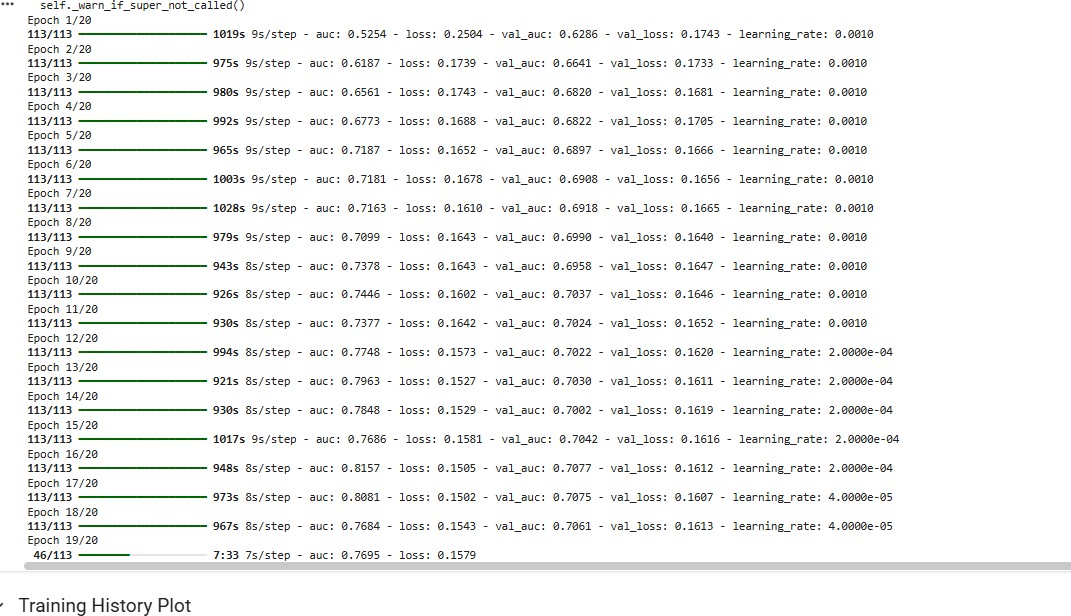 self._warn_if_super_not_called()
Epoch 1/20
113/113 1019s 9s/step - auc: 0.5254 - loss: 0.2504 - val_auc: 0.6286 - val_loss: 0.1743 - learning_rate: 0.0010
Epoch 2/20
113/113 975s 9s/step - auc: 0.6187 - loss: 0.1739 - val_auc: 0.6641 - val_loss: 0.1733 - learning_rate: 0.0010
Epoch 3/20
113/113 980s 9s/step - auc: 0.6561 - loss: 0.1743 - val_auc: 0.6820 - val_loss: 0.1681 - learning_rate: 0.0010
Epoch 4/20
113/113 992s 9s/step - auc: 0.6773 - loss: 0.1688 - val_auc: 0.6822 - val_loss: 0.1705 - learning_rate: 0.0010
Epoch 5/20
113/113 965s 9s/step - auc: 0.7187 - loss: 0.1652 - val_auc: 0.6897 - val_loss: 0.1666 - learning_rate: 0.0010
Epoch 6/20
113/113 1003s 9s/step - auc: 0.7181 - loss: 0.1678 - val_auc: 0.6908 - val_loss: 0.1656 - learning_rate: 0.0010
Epoch 7/20
113/113 1028s 9s/step - auc: 0.7163 - loss: 0.1610 - val_auc: 0.6918 - val_loss: 0.1665 - learning_rate: 0.0010
Epoch 8/20
113/113 979s 9s/step - auc: 0.7099 - loss: 0.1643 - val_auc: 0.6990 - val_loss: 0.1640 - learning_rate: 0.0010
Epoch 9/20
113/113 943s 8s/step - auc: 0.7378 - loss: 0.1643 - val_auc: 0.6958 - val_loss: 0.1647 - learning_rate: 0.0010
Epoch 10/20
113/113 926s 8s/step - auc: 0.7446 - loss: 0.1602 - val_auc: 0.7037 - val_loss: 0.1646 - learning_rate: 0.0010
Epoch 11/20
113/113 930s 8s/step - auc: 0.7377 - loss: 0.1642 - val_auc: 0.7024 - val_loss: 0.1652 - learning_rate: 0.0010
Epoch 12/20
113/113 994s 8s/step - auc: 0.7748 - loss: 0.1573 - val_auc: 0.7022 - val_loss: 0.1620 - learning_rate: 2.0000e-04
Epoch 13/20
113/113 921s 8s/step - auc: 0.7963 - loss: 0.1527 - val_auc: 0.7030 - val_loss: 0.1611 - learning_rate: 2.0000e-04
Epoch 14/20
113/113 930s 8s/step - auc: 0.7848 - loss: 0.1529 - val_auc: 0.7002 - val_loss: 0.1619 - learning_rate: 2.0000e-04
Epoch 15/20
113/113 1017s 9s/step - auc: 0.7686 - loss: 0.1581 - val_auc: 0.7042 - val_loss: 0.1616 - learning_rate: 2.0000e-04
Epoch 16/20
113/113 948s 8s/step - auc: 0.8157 - loss: 0.1505 - val_auc: 0.7077 - val_loss: 0.1612 - learning_rate: 2.0000e-04
Epoch 17/20
113/113 973s 8s/step - auc: 0.8081 - loss: 0.1502 - val_auc: 0.7075 - val_loss: 0.1607 - learning_rate: 4.0000e-05
Epoch 18/20
113/113 967s 8s/step - auc: 0.7684 - loss: 0.1543 - val_auc: 0.7061 - val_loss: 0.1613 - learning_rate: 4.0000e-05
Epoch 19/20
46/113 7:33 7s/step - auc: 0.7695 - loss: 0.1579
Training History Plot